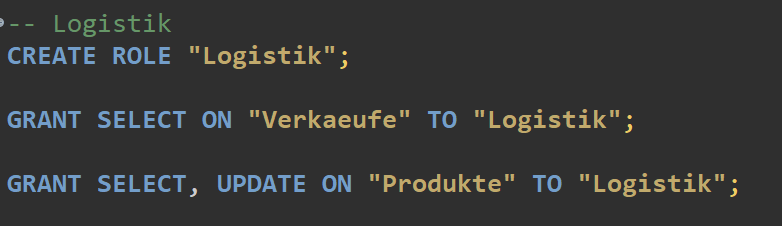 -- Logistik
CREATE ROLE "Logistik";
GRANT SELECT ON "Verkaeufe" TO "Logistik";
GRANT SELECT, UPDATE ON "Produkte" TO "Logistik";